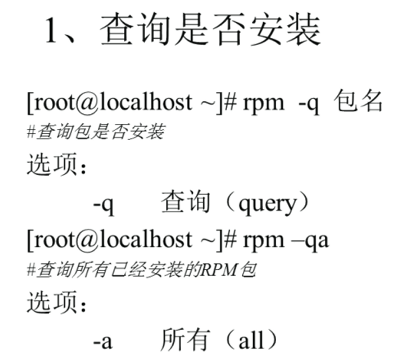 1、查询是否安装
[root@localhost ~]# rpm -q 包名
#查询包是否安装
选项：
-q 查询（query）
[root@localhost ~]# rpm –qa
#查询所有已经安装的RPM包
选项：
-a 所有（all）